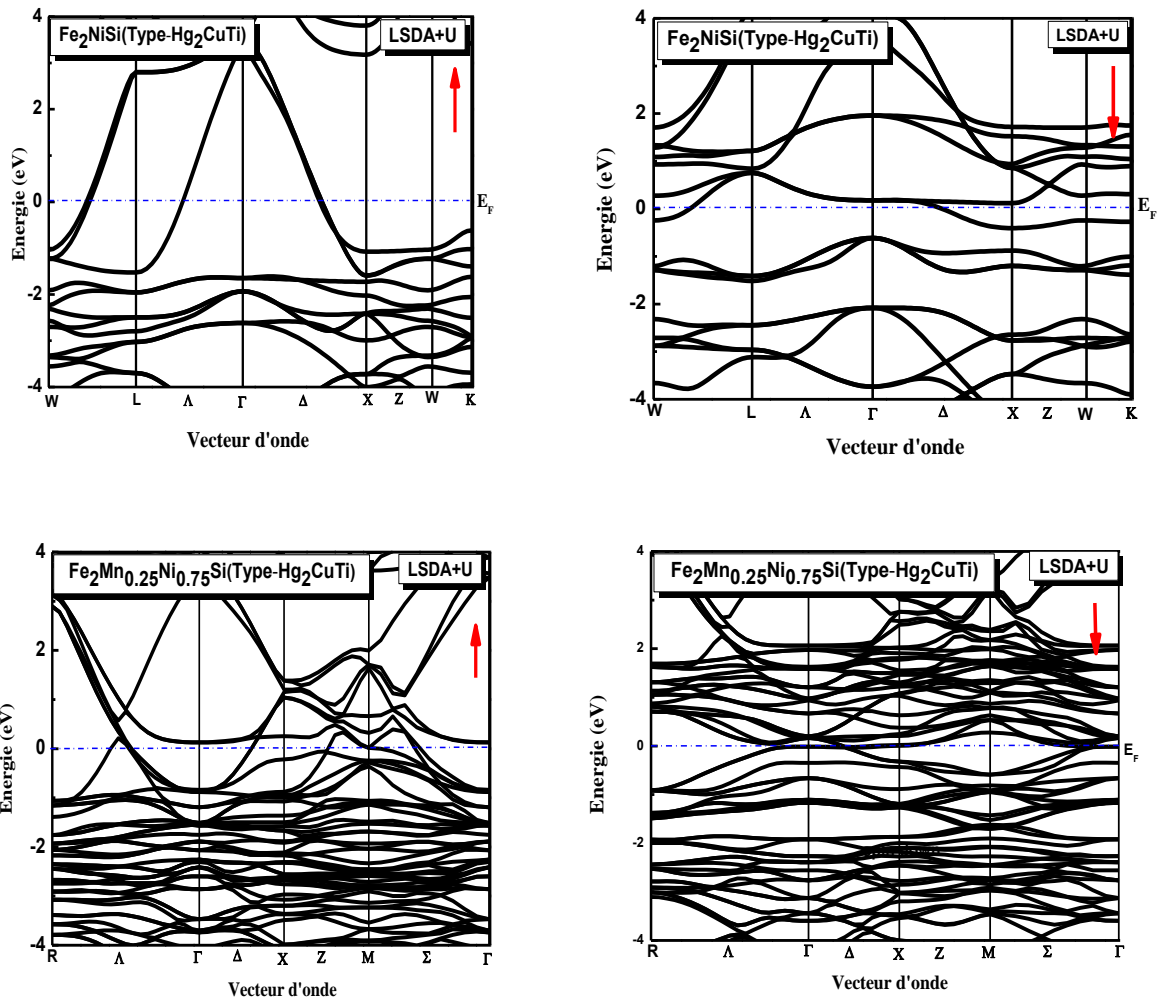 Fe2NiSi(Type-Hg2CuTi)
LSDA+U
4
2
0
-2
-4
Energie (eV)
EF
W L Λ Γ Δ X Z W K
Vecteur d'onde
Fe2NiSi(Type-Hg2CuTi)
LSDA+U
4
2
0
-2
-4
Energie (eV)
EF
W L Λ Γ Δ X Z W K
Vecteur d'onde
Fe2Mn0.25Ni0.75Si(Type-Hg2CuTi)
LSDA+U
4
2
0
-2
-4
Energie (eV)
R Λ Γ Δ X Z M Σ Γ
Vecteur d'onde
Fe2Mn0.25Ni0.75Si(Type-Hg2CuTi)
LSDA+U
4
2
0
-2
-4
Energie (eV)
EF
R Λ Γ Δ X Z M Σ Γ
Vecteur d'onde